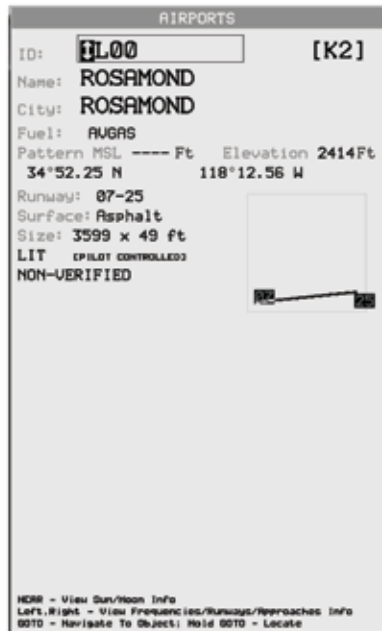 AIRPORTS
ID: L00 [K2]
Name: ROSAMOND
City: ROSAMOND
Fuel: AVGAS
Pattern MSL ---- Ft Elevation 2414Ft
34°52.25 N 118°12.56 W
Runway: 07-25
Surface: Asphalt
Size: 3599 x 49 ft
LIT [PILOT CONTROLLED]
NON-VERIFIED
07
25
NEAR - View Sun/Moon Info
Left,Right - View Frequencies/Runways/Approaches Info
GOTO - Navigate To Object; Hold GOTO - Locate